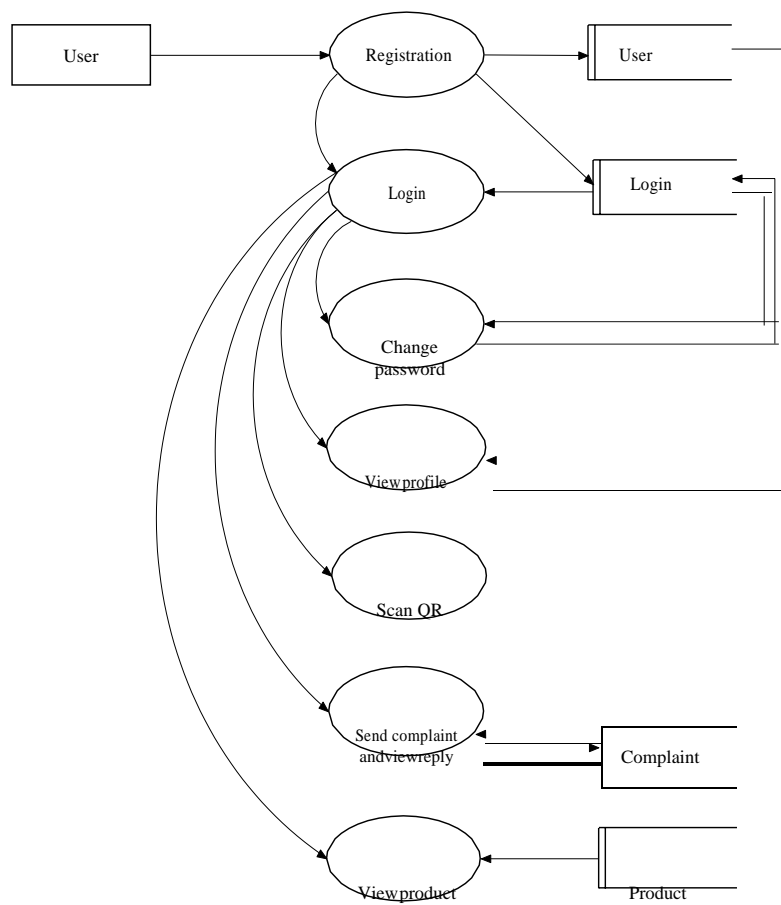 User
Registration
User
Login
Login
Change
password
Viewprofile
Scan QR
Send complaint
andviewreply
Complaint
Viewproduct
Product